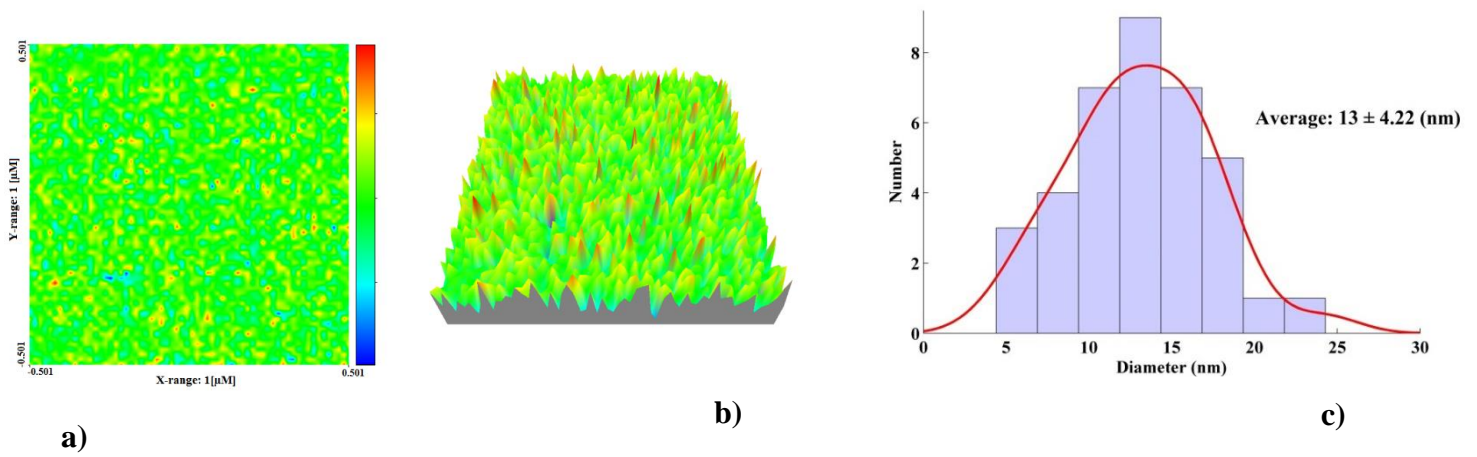 0.501
Y-range: 1 [µM]
-0.501
-0.501
0.501
X-range: 1[µM]
a)
b)
8
6
4
2
0
Number
Average: 13 ± 4.22 (nm)
0 5 10 15 20 25 30
Diameter (nm)
c)